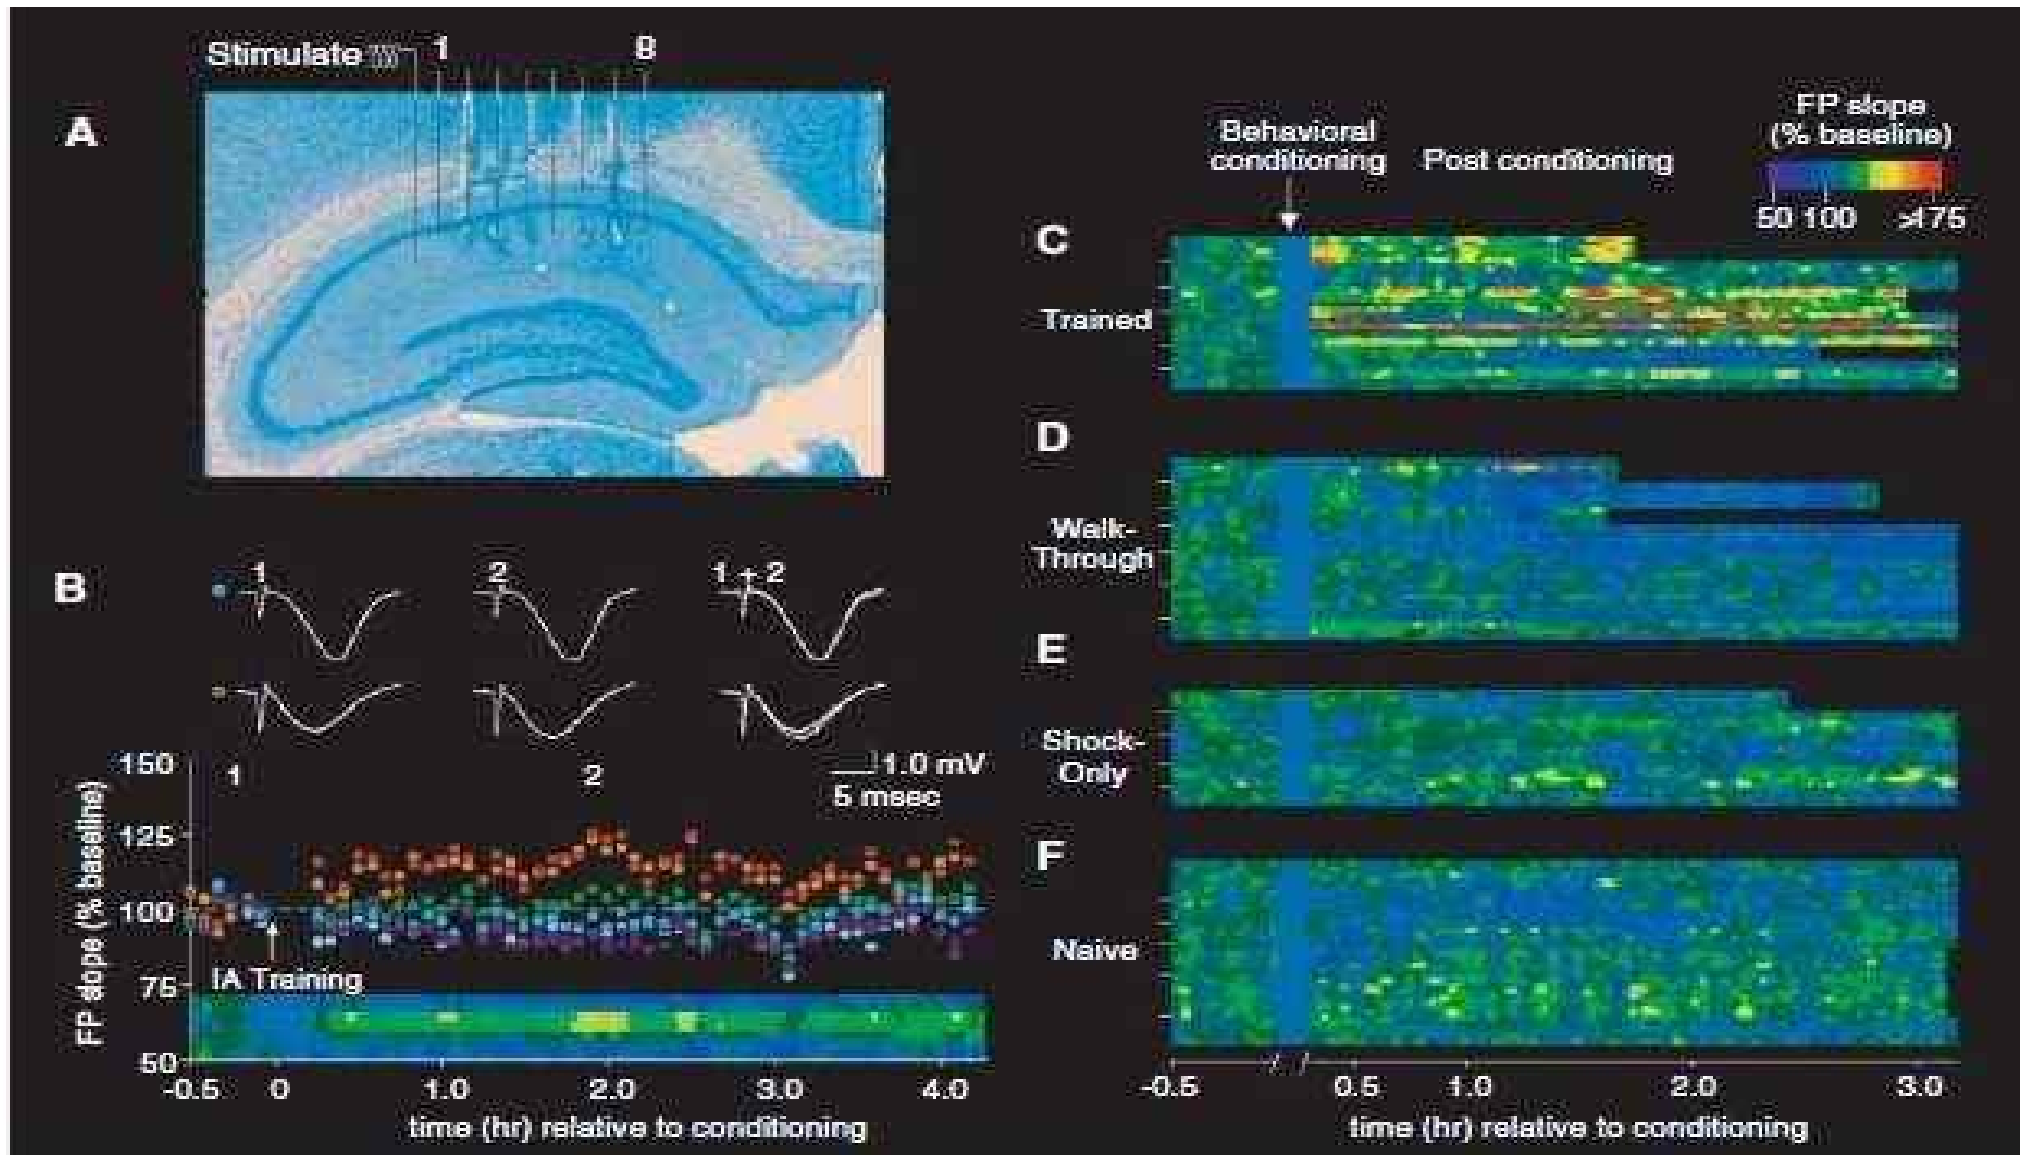 Stimulate 1 8
A
B
1 2 1 + 2
1.0 mV
5 msec
1 2
FP slope (% baseline)
150
125
100
75
50
IA Training
-0.5 0 1.0 2.0 3.0 4.0
time (hr) relative to conditioning
FP slope
(% baseline)
50 100 >175
Behavioral
conditioning
Post conditioning
C
Trained
D
Walk-
Through
E
Shock-
Only
F
Naive
-0.5 0.5 1.0 2.0 3.0
time (hr) relative to conditioning